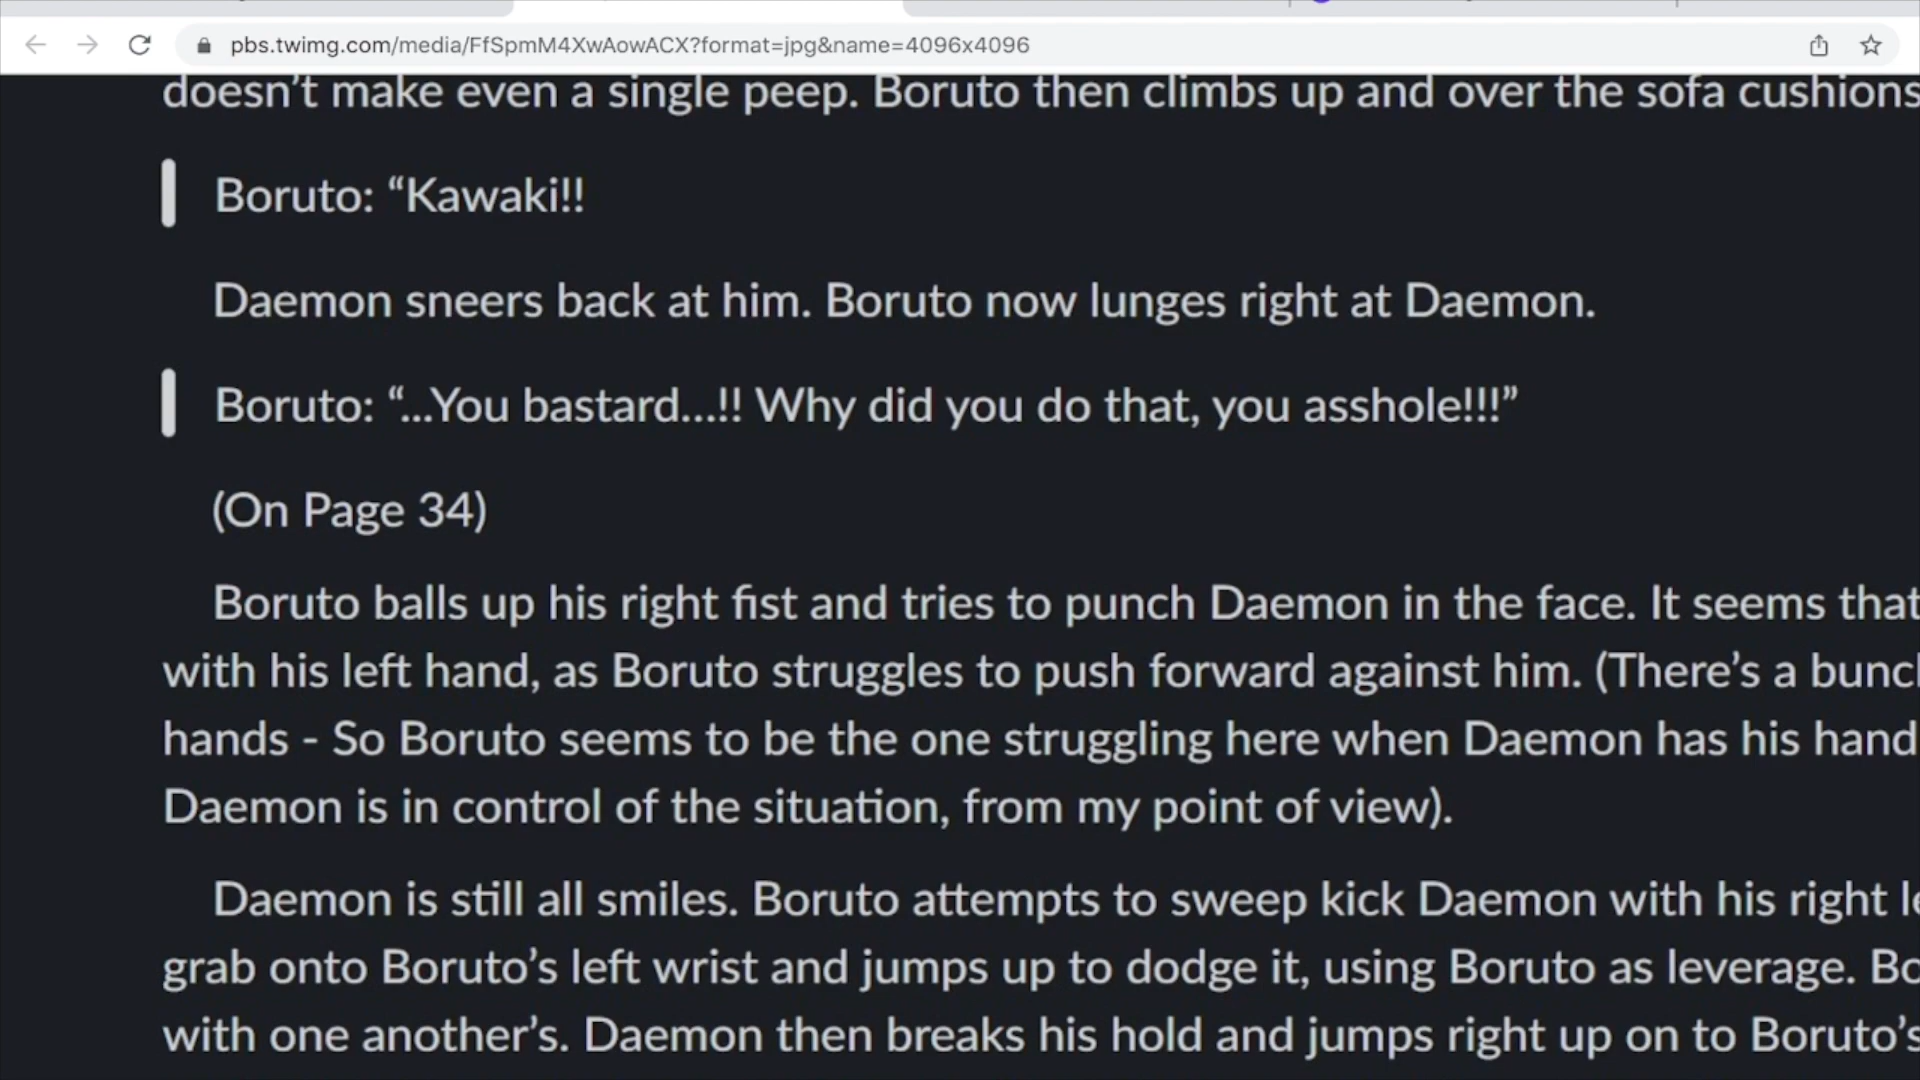 pbs.twimg.com/media/FfSpmM4XwAowACX?format=jpg&name=4096x4096
doesn’t make even a single peep. Boruto then climbs up and over the sofa cushions
Boruto: “Kawaki!!
Daemon sneers back at him. Boruto now lunges right at Daemon.
Boruto: “...You bastard...!! Why did you do that, you asshole!!!”
(On Page 34)
Boruto balls up his right fist and tries to punch Daemon in the face. It seems that
with his left hand, as Boruto struggles to push forward against him. (There’s a
hands - So Boruto seems to be the one struggling here when Daemon has his hand
Daemon is in control of the situation, from my point of view).
Daemon is still all smiles. Boruto attempts to sweep kick Daemon with his right
grab onto Boruto’s left wrist and jumps up to dodge it, using Boruto as leverage.
with one another’s. Daemon then breaks his hold and jumps right up on to Boruto’s